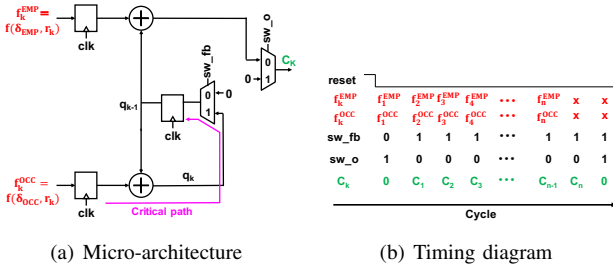 f_k^EMP =
f(δ_EMP, r_k)
clk
sw_o
0
1
C_K
0
sw_fb
0
1
0
q_k-1
clk
f_k^OCC =
f(δ_OCC, r_k)
clk
q_k
Critical path
(a) Micro-architecture
reset
f_k^EMP f_1^EMP f_2^EMP f_3^EMP f_4^EMP ••• f_n^EMP x x
f_k^OCC f_1^OCC f_2^OCC f_3^OCC f_4^OCC ••• f_n^OCC x x
sw_fb 0 1 1 1 ••• 1 1 1
sw_o 1 0 0 0 ••• 0 0 1
C_k 0 C_1 C_2 C_3 ••• C_n-1 C_n 0
Cycle
(b) Timing diagram